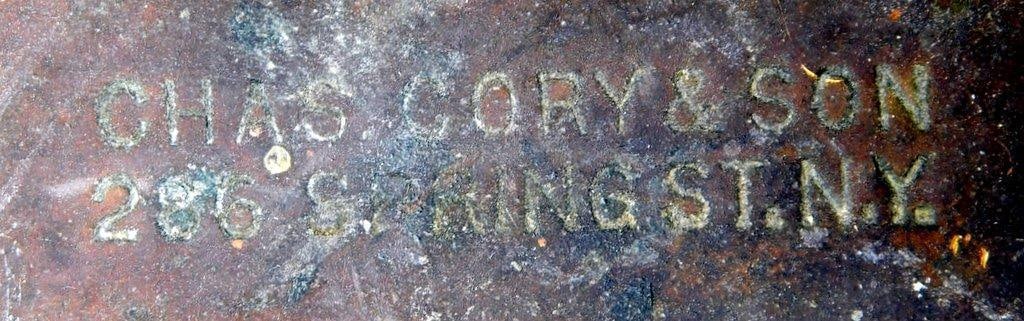 CHAS CORY & SON
286 SPRING ST. N.Y.